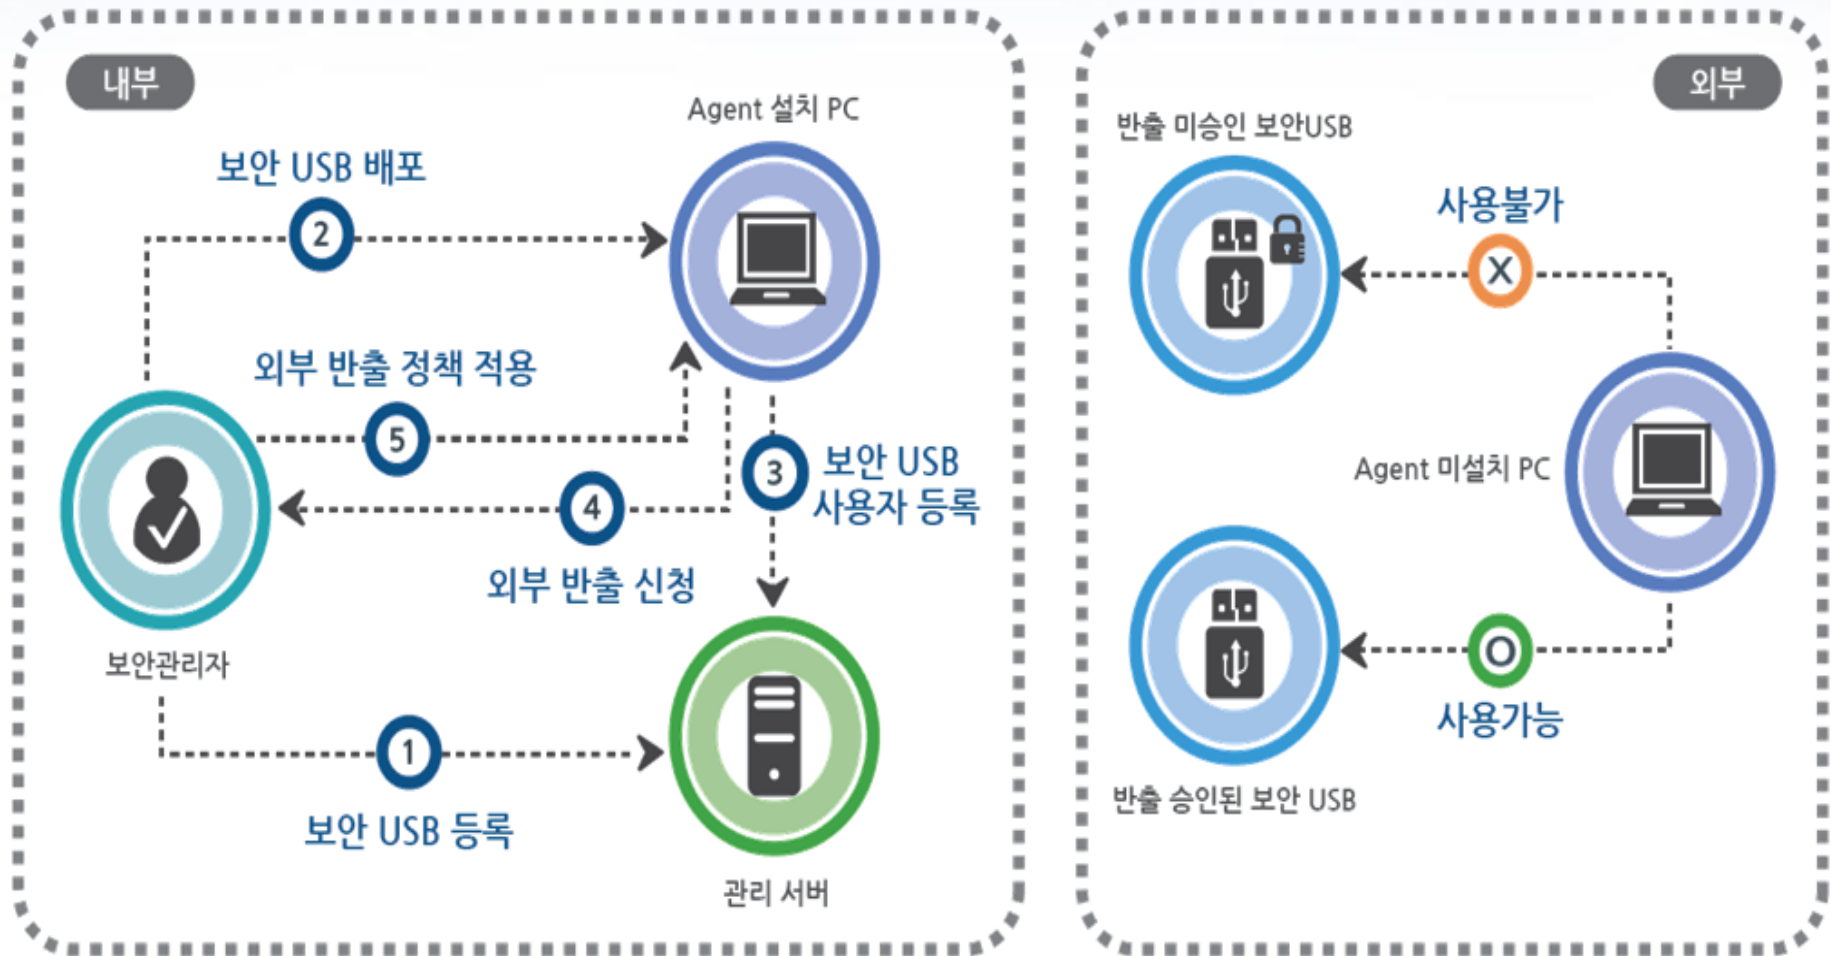 내부
Agent 설치 PC
보안 USB 배포
2
외부 반출 정책 적용
5
3
보안 USB
사용자 등록
4
외부 반출 신청
보안관리자
1
보안 USB 등록
관리 서버
외부
반출 미승인 보안USB
사용불가
X
Agent 미설치 PC
O
사용가능
반출 승인된 보안 USB